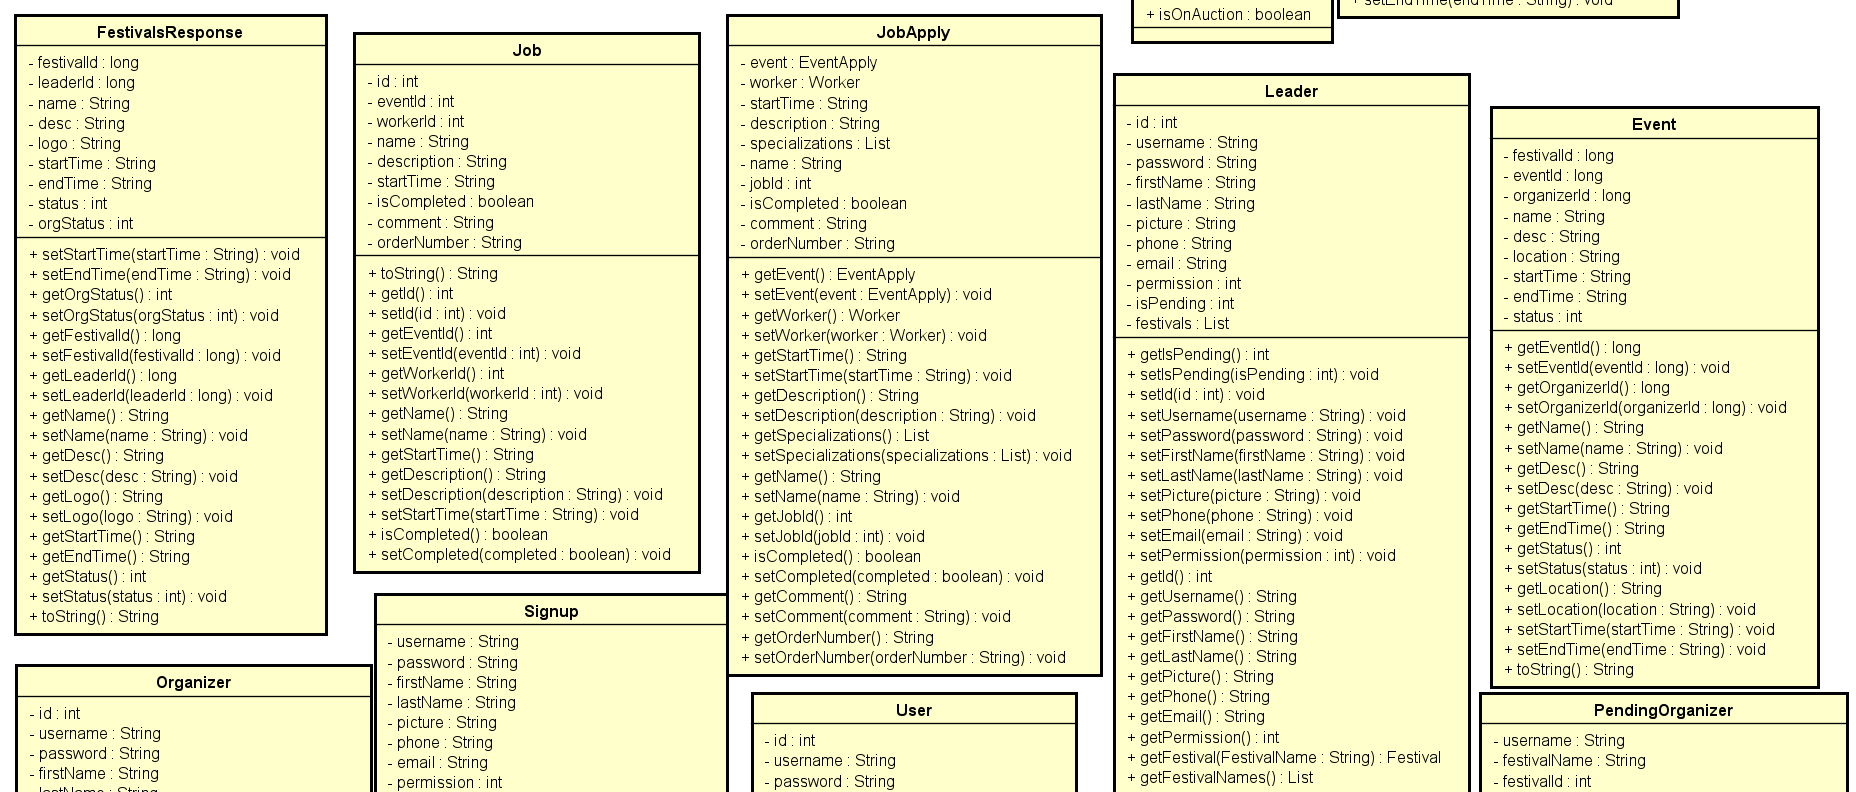 FestivalsResponse
- festivalId : long
- leaderId : long
- name : String
- desc : String
- logo : String
- startTime : String
- endTime : String
- status : int
- orgStatus : int
+ setStartTime(startTime : String) : void
+ setEndTime(endTime : String) : void
+ getOrgStatus() : int
+ setOrgStatus(orgStatus : int) : void
+ getFestivalId() : long
+ setFestivalId(festivalId : long) : void
+ getLeaderId() : long
+ setLeaderId(leaderId : long) : void
+ getName() : String
+ setName(name : String) : void
+ getDesc() : String
+ setDesc(desc : String) : void
+ getLogo() : String
+ setLogo(logo : String) : void
+ getStartTime() : String
+ getEndTime() : String
+ getStatus() : int
+ setStatus(status : int) : void
+ toString() : String
Job
- id : int
- eventId : int
- workerId : int
- name : String
- description : String
- startTime : String
- isCompleted : boolean
- comment : String
- orderNumber : String
+ toString() : String
+ getId() : int
+ setId(id : int) : void
+ getEventId() : int
+ setEventId(eventId : int) : void
+ getWorkerId() : int
+ setWorkerId(workerId : int) : void
+ getName() : String
+ setName(name : String) : void
+ getStartTime() : String
+ getDescription() : String
+ setDescription(description : String) : void
+ setStartTime(startTime : String) : void
+ isCompleted() : boolean
+ setCompleted(completed : boolean) : void
JobApply
- event : EventApply
- worker : Worker
- startTime : String
- description : String
- specializations : List
- name : String
- jobId : int
- isCompleted : boolean
- comment : String
- orderNumber : String
+ getEvent() : EventApply
+ setEvent(event : EventApply) : void
+ getWorker() : Worker
+ setWorker(worker : Worker) : void
+ getStartTime() : String
+ setStartTime(startTime : String) : void
+ getDescription() : String
+ setDescription(description : String) : void
+ getSpecializations() : List
+ setSpecializations(specializations : List) : void
+ getName() : String
+ setName(name : String) : void
+ getJobId() : int
+ setJobId(jobId : int) : void
+ isCompleted() : boolean
+ setCompleted(completed : boolean) : void
+ getComment() : String
+ setComment(comment : String) : void
+ getOrderNumber() : String
+ setOrderNumber(orderNumber : String) : void
+ isOnAuction : boolean
+ setEndTime(endTime : String) : void
Leader
- id : int
- username : String
- password : String
- firstName : String
- lastName : String
- picture : String
- phone : String
- email : String
- permission : int
- isPending : int
- festivals : List
+ getIsPending() : int
+ setIsPending(isPending : int) : void
+ setId(id : int) : void
+ setUsername(username : String) : void
+ setPassword(password : String) : void
+ setFirstName(firstName : String) : void
+ setLastName(lastName : String) : void
+ setPicture(picture : String) : void
+ setPhone(phone : String) : void
+ setEmail(email : String) : void
+ setPermission(permission : int) : void
+ getId() : int
+ getUsername() : String
+ getPassword() : String
+ getFirstName() : String
+ getLastName() : String
+ getPicture() : String
+ getPhone() : String
+ getEmail() : String
+ getPermission() : int
+ getFestival(FestivalName : String) : Festival
+ getFestivalNames() : List
Event
- festivalId : long
- eventId : long
- organizerId : long
- name : String
- desc : String
- location : String
- startTime : String
- endTime : String
- status : int
+ getEventId() : long
+ setEventId(eventId : long) : void
+ getOrganizerId() : long
+ setOrganizerId(organizerId : long) : void
+ getName() : String
+ setName(name : String) : void
+ getDesc() : String
+ setDesc(desc : String) : void
+ getStartTime() : String
+ getEndTime() : String
+ getStatus() : int
+ setStatus(status : int) : void
+ getLocation() : String
+ setLocation(location : String) : void
+ setStartTime(startTime : String) : void
+ setEndTime(endTime : String) : void
+ toString() : String
Organizer
- id : int
- username : String
- password : String
- firstName : String
- lastName : String
Signup
- username : String
- password : String
- firstName : String
- lastName : String
- picture : String
- phone : String
- email : String
- permission : int
User
- id : int
- username : String
- password : String
PendingOrganizer
- username : String
- festivalName : String
- festivalId : int